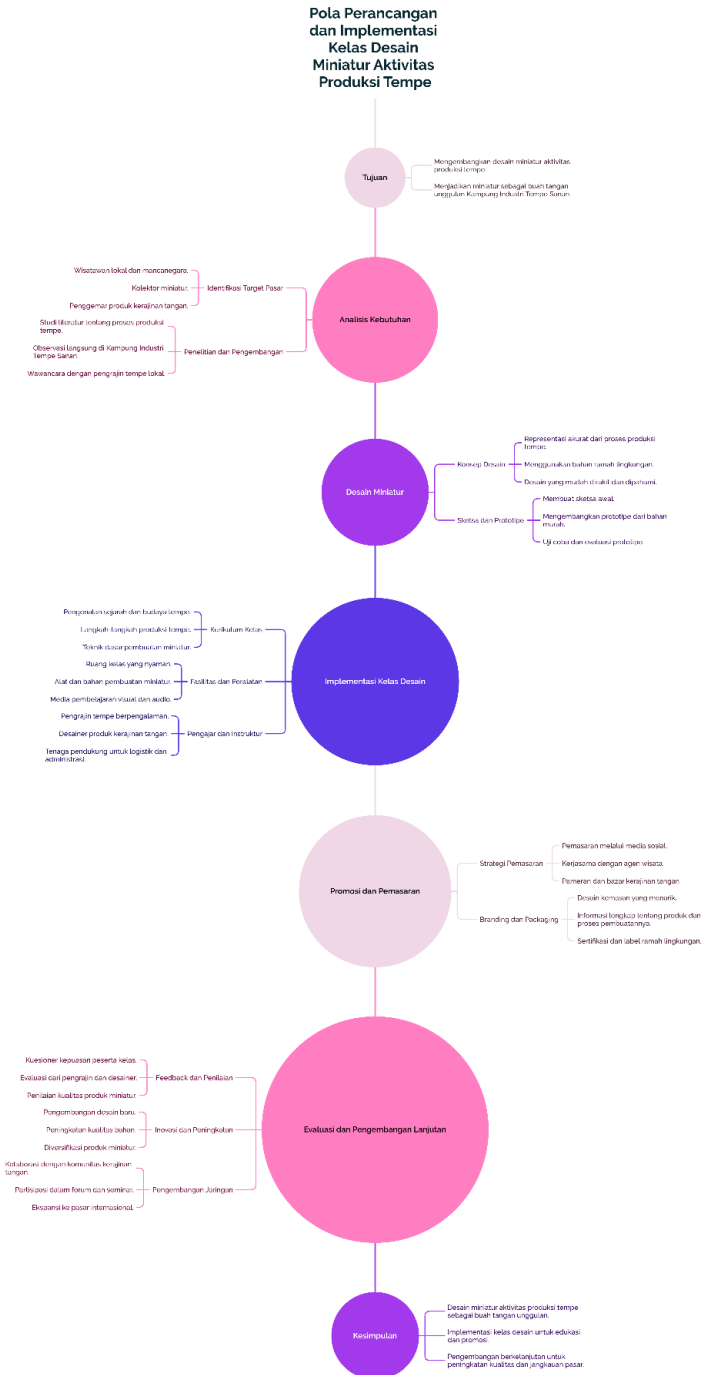 Pola Perancangan
dan Implementasi
Kelas Desain
Miniatur Aktivitas
Produksi Tempe
Tujuan
Mengembangkan desain miniatur aktivitas
produksi tempe.
Menjadikan miniatur sebagai buah tangan
unggulan Kampung Industri Tempe Sanan.
Analisis Kebutuhan
Identifikasi Target Pasar
Wisatawan lokal dan mancanegara.
Kolektor miniatur.
Penggemar produk kerajinan tangan.
Penelitian dan Pengembangan
Studi literatur tentang proses produksi
tempe.
Observasi langsung di Kampung Industri
Tempe Sanan
Wawancara dengan pengrajin tempe lokal.
Desain Miniatur
Konsep Desain
Representasi akurat dari proses produksi
tempe.
Menggunakan bahan ramah lingkungan.
Desain yang mudah dirakit dan dipahami.
Sketsa dan Prototipe
Membuat sketsa awal.
Mengembangkan prototipe dari bahan
murah.
Uji coba dan evaluasi prototipe.
Implementasi Kelas Desain
Kurikulum Kelas
Pengenalan sejarah dan budaya tempe.
Langkah-langkah produksi tempe.
Teknik dasar pembuatan miniatur.
Fasilitas dan Peralatan
Ruang kelas yang nyaman.
Alat dan bahan pembuatan miniatur.
Media pembelajaran visual dan audio.
Pengajar dan Instruktur
Pengrajin tempe berpengalaman.
Desainer produk kerajinan tangan
Tenaga pendukung untuk logistik dan
administrasi.
Promosi dan Pemasaran
Strategi Pemasaran
Pemasaran melalui media sosial.
Kerjasama dengan agen wisata.
Pameran dan bazar kerajinan tangan
Branding dan Packaging
Desain kemasan yang menarik.
Informasi lengkap tentang produk dan
proses pembuatannya.
Sertifikasi dan label ramah lingkungan.
Evaluasi dan Pengembangan Lanjutan
Feedback dan Penilaian
Kuesioner kepuasan peserta kelas.
Evaluasi dari pengrajin dan desainer.
Penilaian kualitas produk miniatur.
Inovasi dan Peningkatan
Pengembangan desain baru.
Peningkatan kualitas bahan.
Diversifikasi produk miniatur.
Pengembangan Jaringan
Kolaborasi dengan komunitas kerajinan
tangan.
Partisipasi dalam forum dan seminar.
Ekspansi ke pasar internasional.
Kesimpulan
Desain miniatur aktivitas produksi tempe
sebagai buah tangan unggulan.
Implementasi kelas desain untuk edukasi
dan promosi.
Pengembangan berkelanjutan untuk
peningkatan kualitas dan jangkauan pasar.